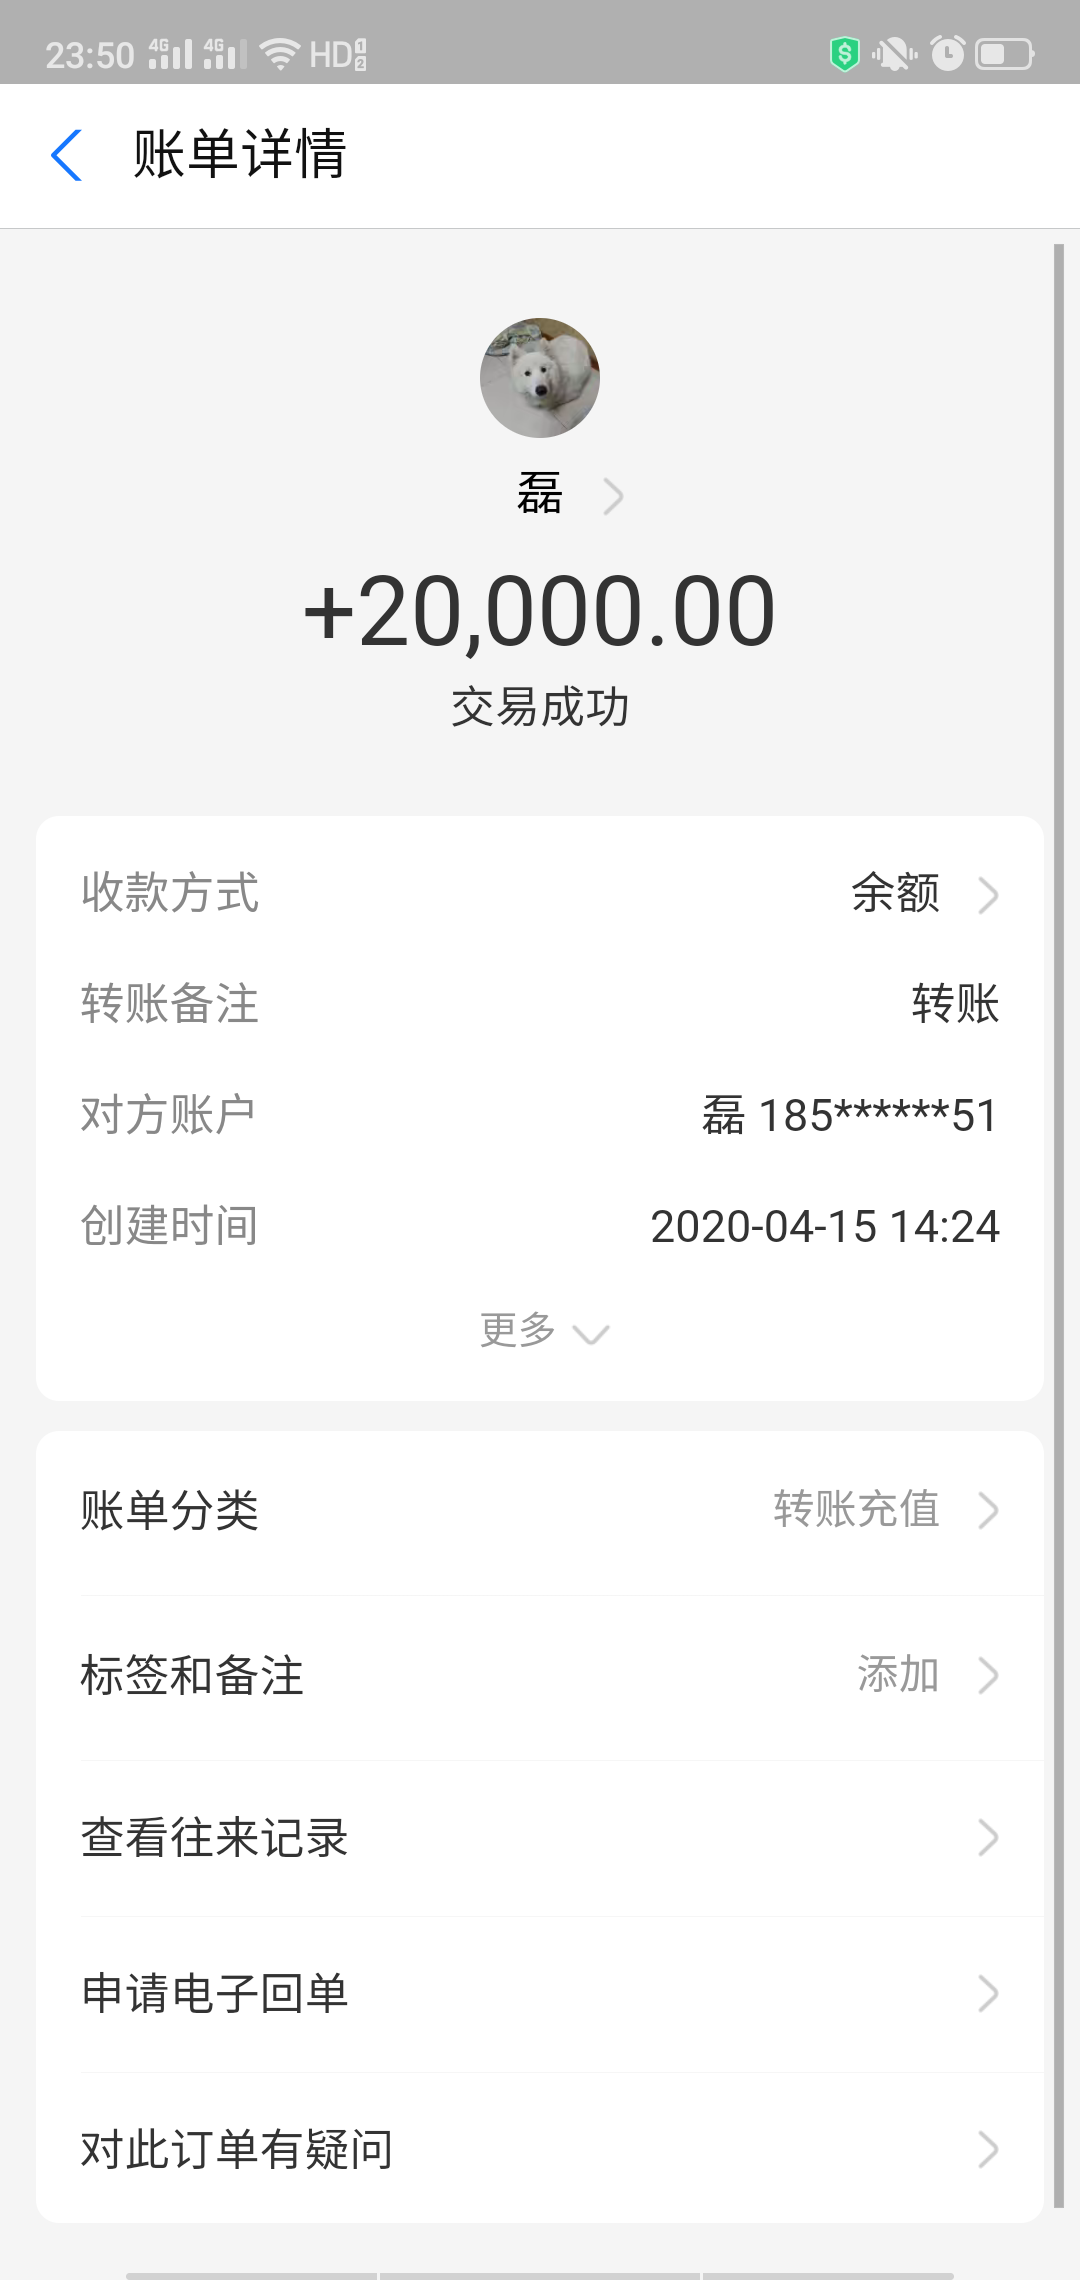 23:50 4G 4G HD 1 2
账单详情
磊
+20,000.00
交易成功
收款方式 余额
转账备注 转账
对方账户 磊 185******51
创建时间 2020-04-15 14:24
更多
账单分类 转账充值
标签和备注 添加
查看往来记录
申请电子回单
对此订单有疑问